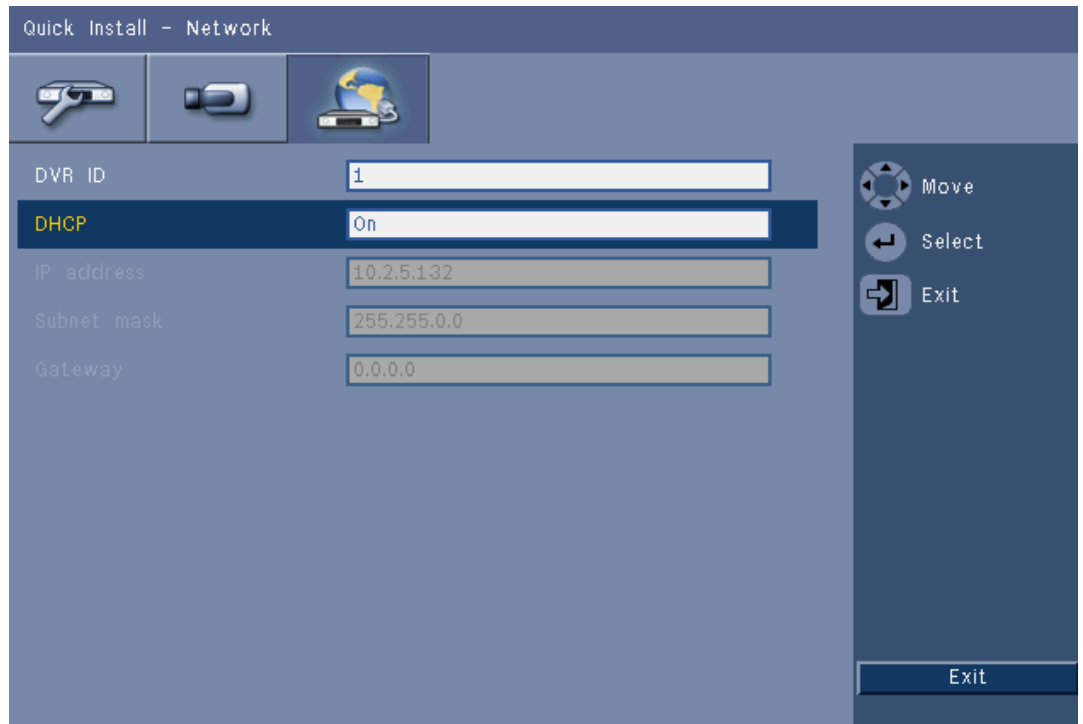 Quick Install - Network
DVR ID 1
DHCP On
IP address 10.2.5.132
Subnet mask 255.255.0.0
Gateway 0.0.0.0
Move
Select
Exit
Exit